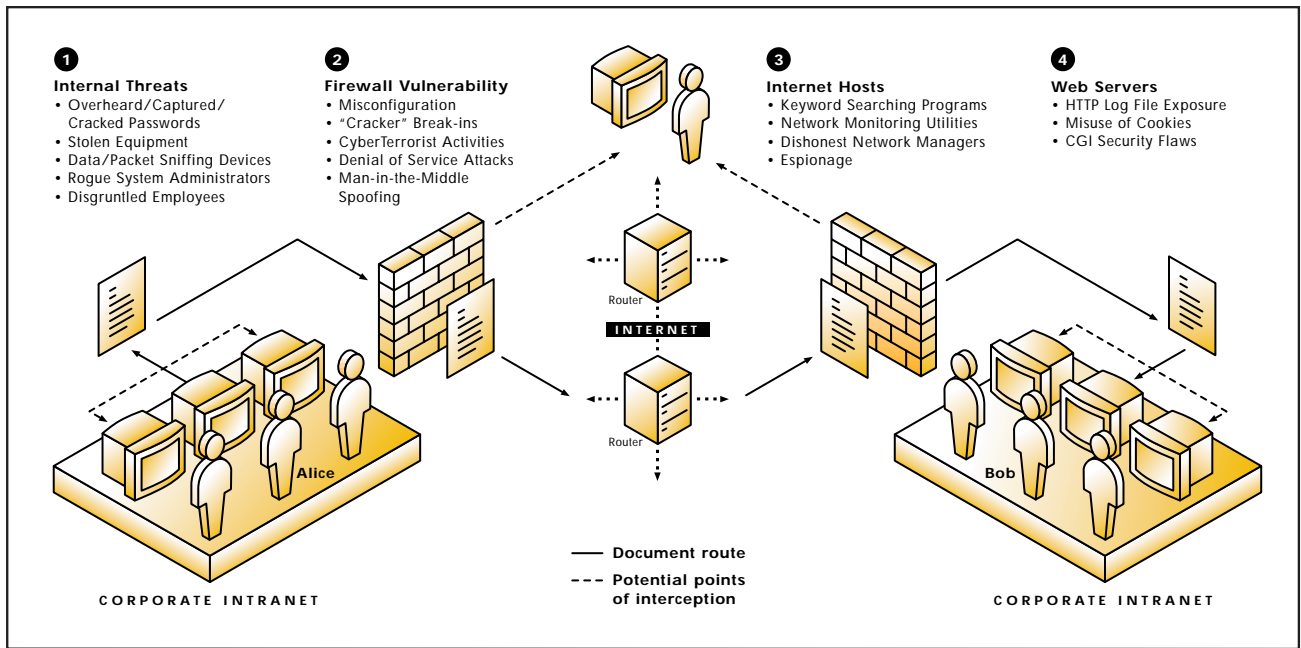 1
Internal Threats
• Overheard/Captured/
Cracked Passwords
• Stolen Equipment
• Data/Packet Sniffing Devices
• Rogue System Administrators
• Disgruntled Employees
2
Firewall Vulnerability
• Misconfiguration
• “Cracker” Break-ins
• CyberTerrorist Activities
• Denial of Service Attacks
• Man-in-the-Middle
Spoofing
3
Internet Hosts
• Keyword Searching Programs
• Network Monitoring Utilities
• Dishonest Network Managers
• Espionage
4
Web Servers
• HTTP Log File Exposure
• Misuse of Cookies
• CGI Security Flaws
Router
INTERNET
Router
Alice
Bob
Document route
Potential points
of interception
CORPORATE INTRANET
CORPORATE INTRANET